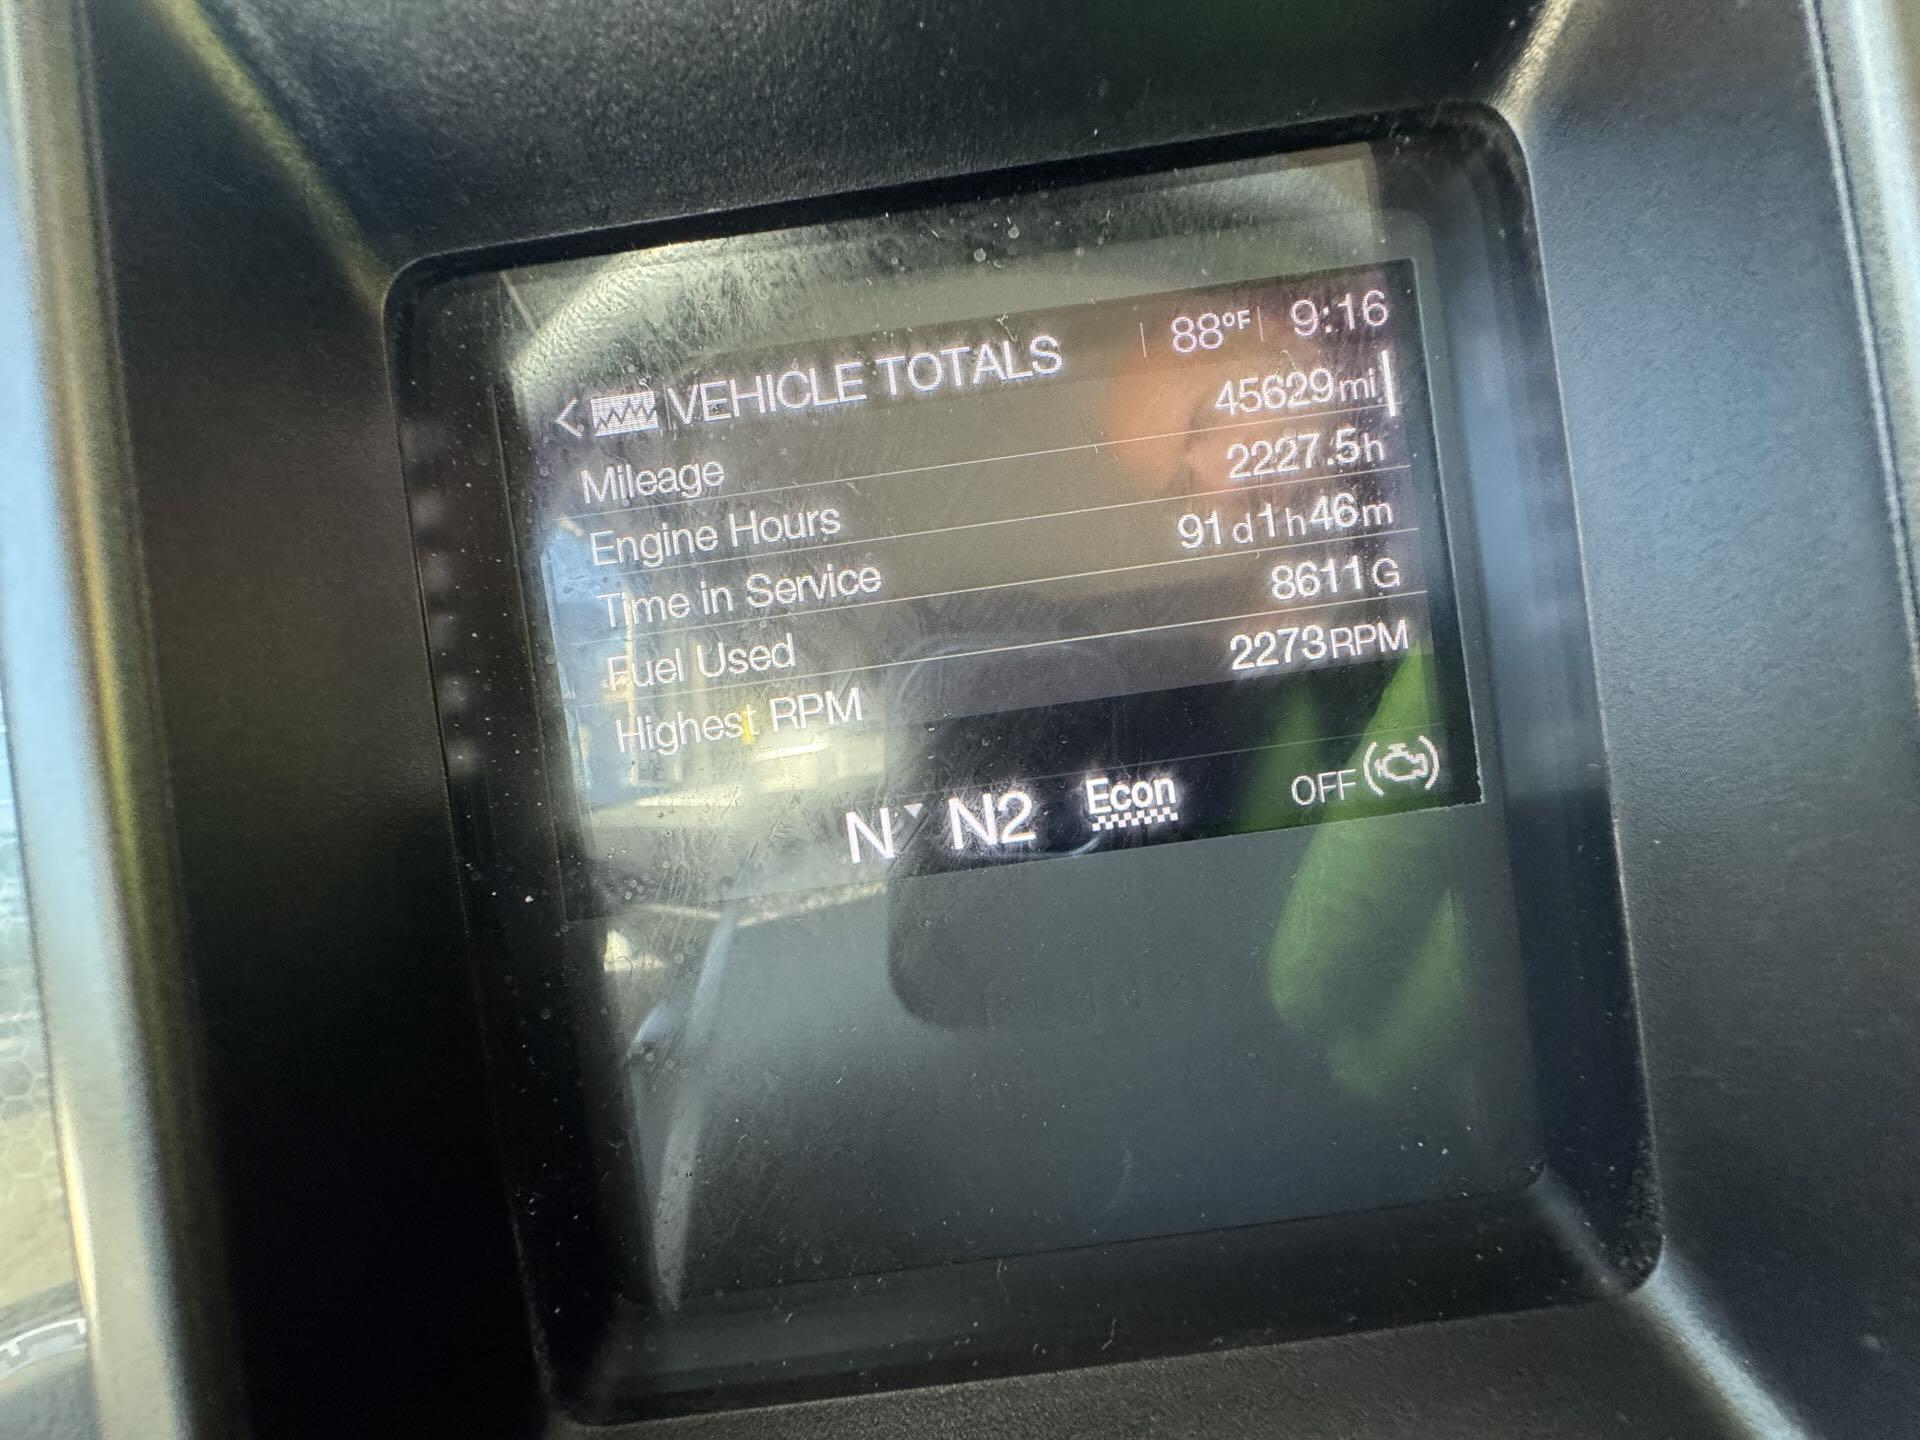 88°F 9:16
< VEHICLE TOTALS
Mileage 45629mi
Engine Hours 2227.5h
Time in Service 91d1h46m
Fuel Used 8611G
Highest RPM 2273RPM
N N2 Econ OFF